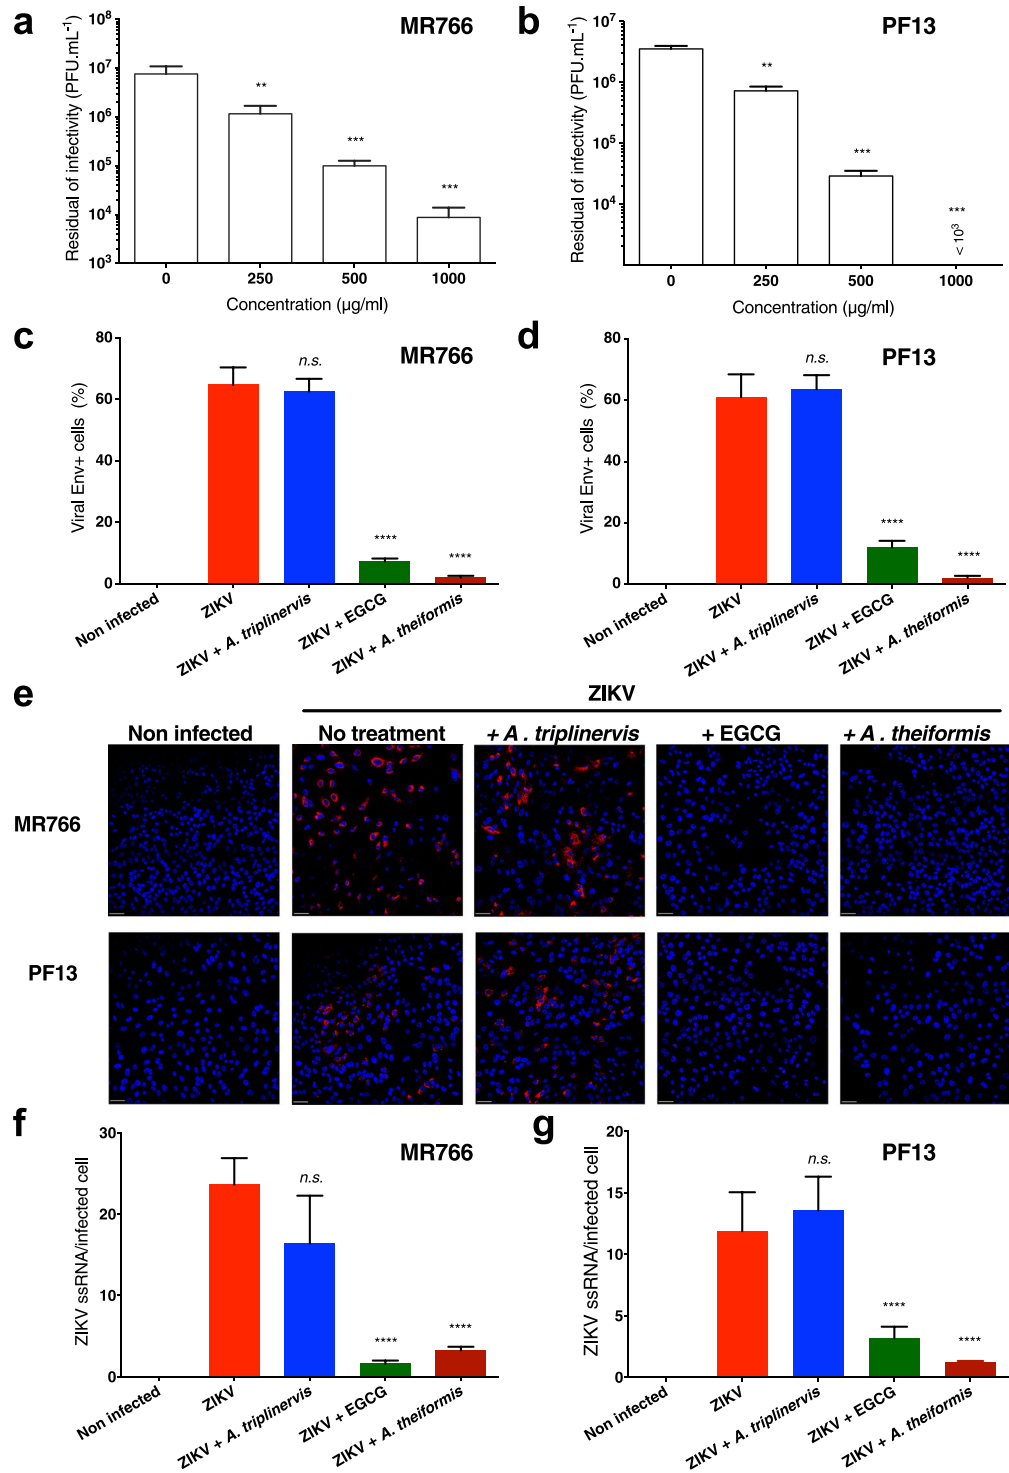 a
MR766
Residual of infectivity (PFU.mL⁻¹)
10⁸
10⁷
10⁶
10⁵
10⁴
10³
**
***
***
0 250 500 1000
Concentration (µg/ml)
b
PF13
Residual of infectivity (PFU.mL⁻¹)
10⁷
10⁶
10⁵
10⁴
**
***
***
<10³
0 250 500 1000
Concentration (µg/ml)
c
MR766
Viral Env+ cells (%)
80
60
40
20
0
n.s.
****
****
Non infected
ZIKV
ZIKV + A. triplinervis
ZIKV + EGCG
ZIKV + A. theiformis
d
PF13
Viral Env+ cells (%)
80
60
40
20
0
n.s.
****
****
Non infected
ZIKV
ZIKV + A. triplinervis
ZIKV + EGCG
ZIKV + A. theiformis
e
ZIKV
Non infected No treatment + A . triplinervis + EGCG + A . theiformis
MR766
PF13
f
MR766
ZIKV ssRNA/infected cell
30
20
10
0
n.s.
****
****
Non infected
ZIKV
ZIKV + A. triplinervis
ZIKV + EGCG
ZIKV + A. theiformis
g
PF13
ZIKV ssRNA/infected cell
20
15
10
5
0
n.s.
****
****
Non infected
ZIKV
ZIKV + A. triplinervis
ZIKV + EGCG
ZIKV + A. theiformis